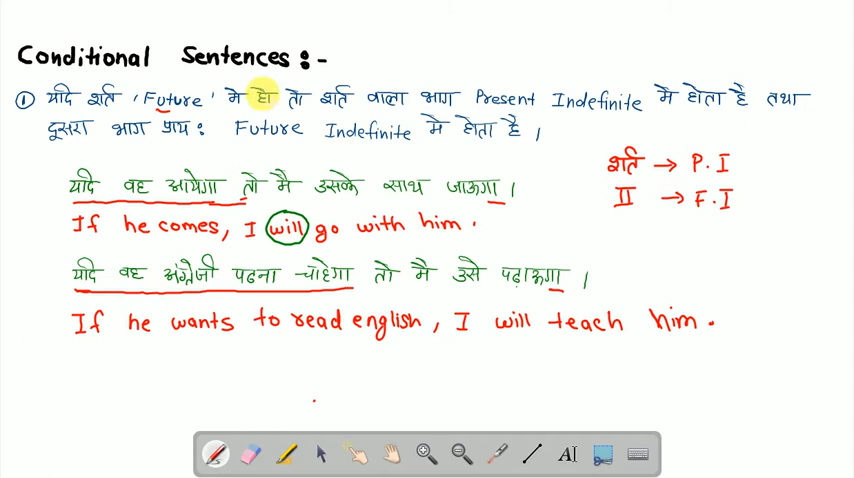 Conditional Sentences :-
① यदि शर्त 'Future' मे हो तो शर्त वाला भाग Present Indefinite मे होता है तथा
दूसरा भाग प्रायः Future Indefinite मे होता है।
शर्त → P.I
II → F.I
यदि वह आयेगा तो मै उसके साथ जाऊगा।
If he comes, I will go with him.
यदि वह अंग्रेजी पढना चाहेगा तो मै उसे पढ़ाऊगा।
If he wants to read english, I will teach him.